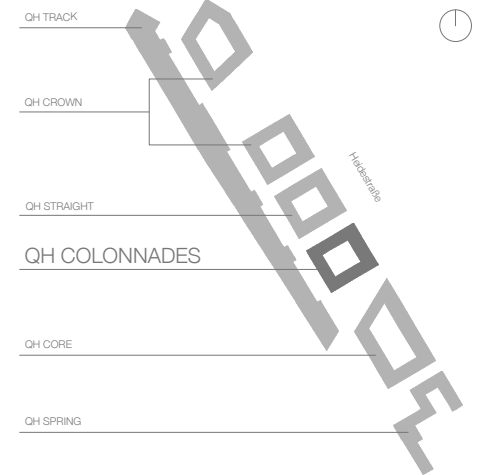 QH TRACK
QH CROWN
Heidestraße
QH STRAIGHT
QH COLONNADES
QH CORE
QH SPRING